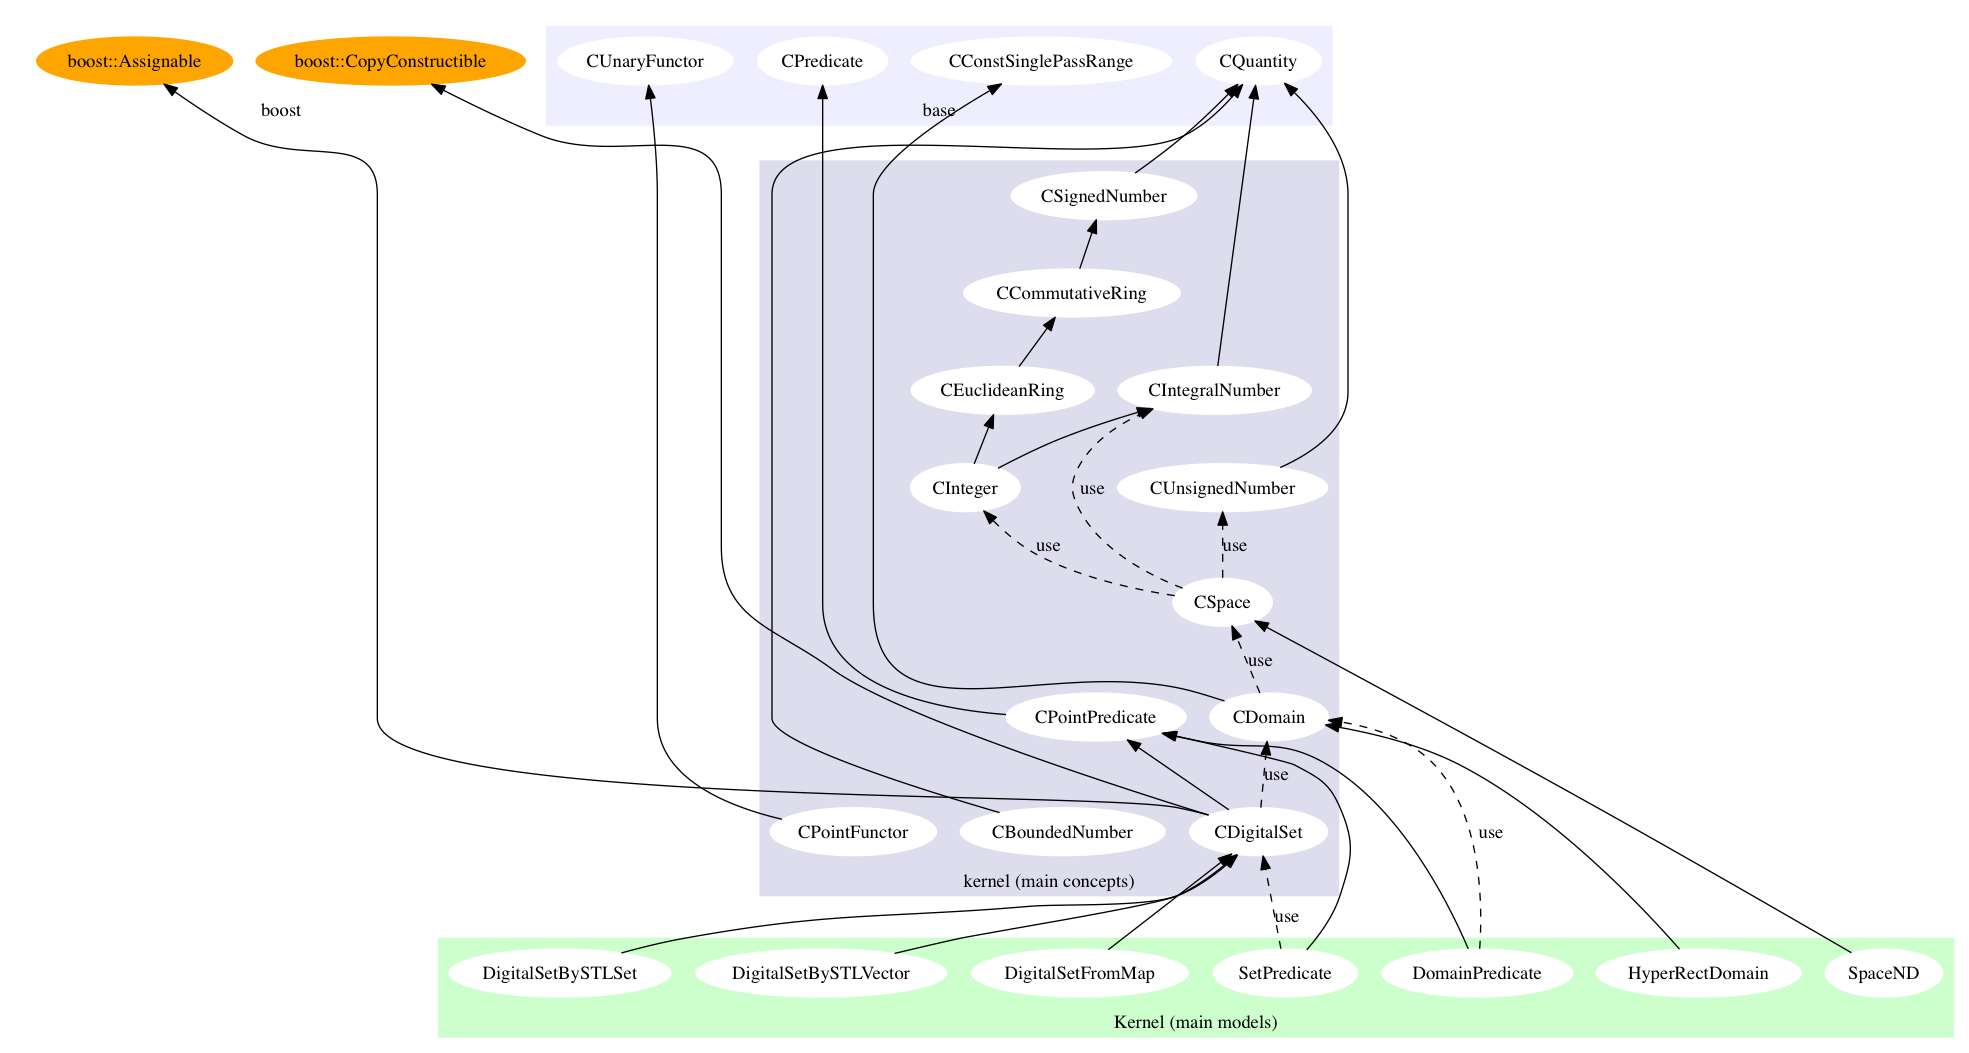 boost::Assignable
boost::CopyConstructible
CUnaryFunctor
CPredicate
CConstSinglePassRange
CQuantity
boost
base
CSignedNumber
CCommutativeRing
CEuclideanRing
CIntegralNumber
CInteger
use
CUnsignedNumber
use
use
CSpace
use
CPointPredicate
CDomain
use
CPointFunctor
CBoundedNumber
CDigitalSet
use
kernel (main concepts)
use
DigitalSetBySTLSet
DigitalSetBySTLVector
DigitalSetFromMap
SetPredicate
DomainPredicate
HyperRectDomain
SpaceND
Kernel (main models)